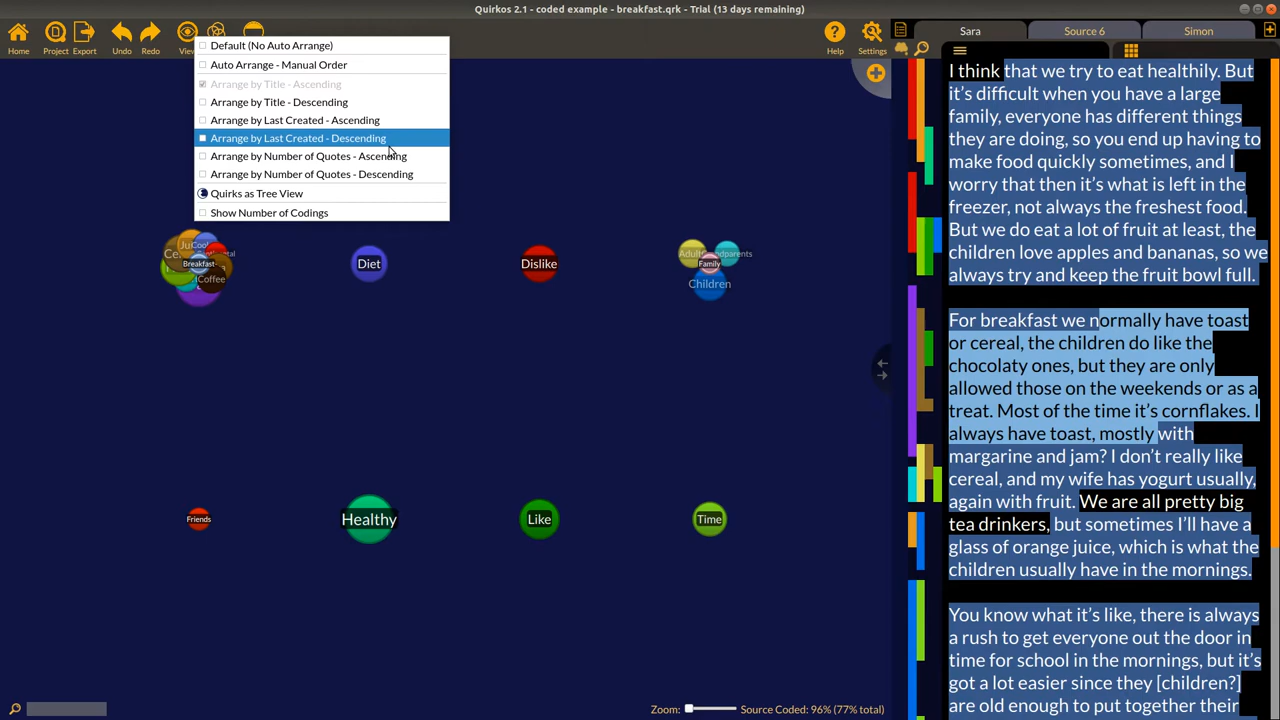 Quirkos 2.1 - coded example - breakfast.qrk - Trial (13 days remaining)
Home
Project
Export
Undo
Redo
View
Help
Settings
Default (No Auto Arrange)
Auto Arrange - Manual Order
Arrange by Title - Ascending
Arrange by Title - Descending
Arrange by Last Created - Ascending
Arrange by Last Created - Descending
Arrange by Number of Quotes - Ascending
Arrange by Number of Quotes - Descending
Quirks as Tree View
Show Number of Codings
Breakfast-
Coffee
Diet
Dislike
Family
Children
Friends
Healthy
Like
Time
Zoom:
Source Coded: 96% (77% total)
Sara
Source 6
Simon
I think that we try to eat healthily. But
it's difficult when you have a large
family, everyone has different things
they are doing, so you end up having to
make food quickly sometimes, and I
worry that then it's what is left in the
freezer, not always the freshest food.
But we do eat a lot of fruit at least, the
children love apples and bananas, so we
always try and keep the fruit bowl full.
For breakfast we normally have toast
or cereal, the children do like the
chocolaty ones, but they are only
allowed those on the weekends or as a
treat. Most of the time it's cornflakes. I
always have toast, mostly with
margarine and jam? I don't really like
cereal, and my wife has yogurt usually,
again with fruit. We are all pretty big
tea drinkers, but sometimes I'll have a
glass of orange juice, which is what the
children usually have in the mornings.
You know what it's like, there is always
a rush to get everyone out the door in
time for school in the mornings, but it's
got a lot easier since they [children?]
are old enough to put together their